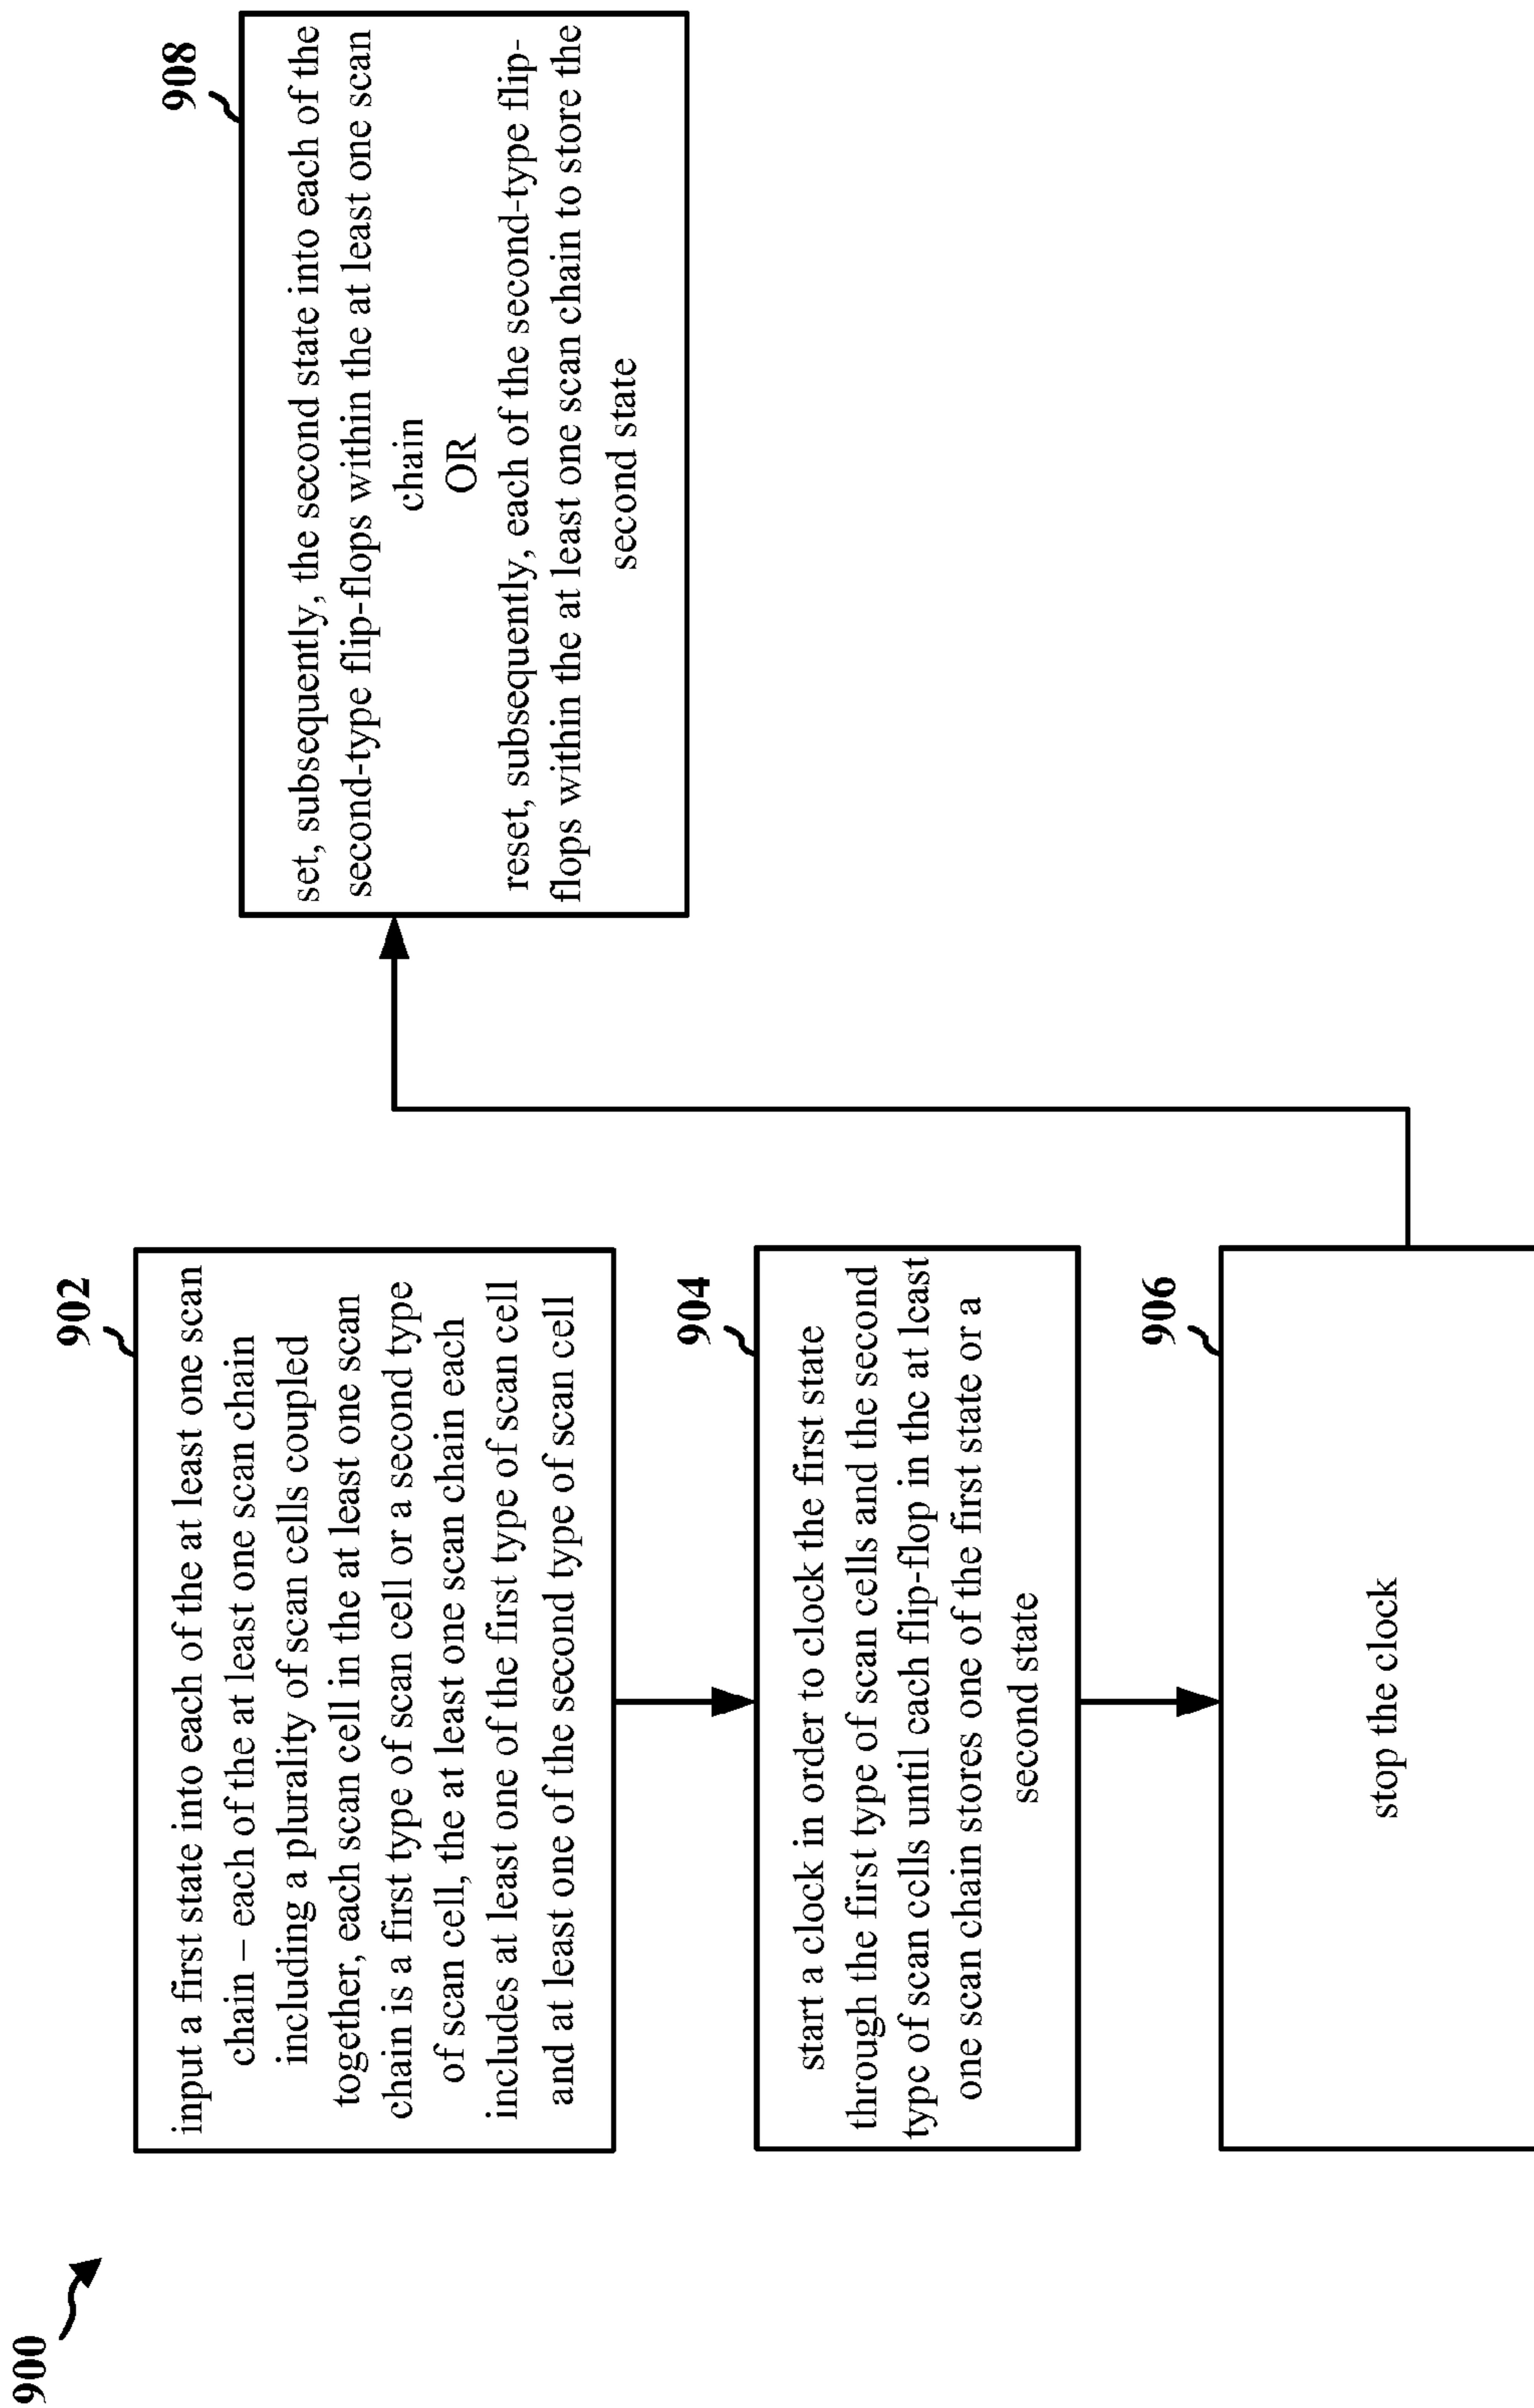 900
902
input a first state into each of the at least one scan
chain – each of the at least one scan chain
including a plurality of scan cells coupled
together, each scan cell in the at least one scan
chain is a first type of scan cell or a second type
of scan cell, the at least one scan chain each
includes at least one of the first type of scan cell
and at least one of the second type of scan cell
904
start a clock in order to clock the first state
through the first type of scan cells and the second
type of scan cells until each flip-flop in the at least
one scan chain stores one of the first state or a
second state
906
stop the clock
908
set, subsequently, the second state into each of the
second-type flip-flops within the at least one scan
chain
OR
reset, subsequently, each of the second-type flip-
flops within the at least one scan chain to store the
second state